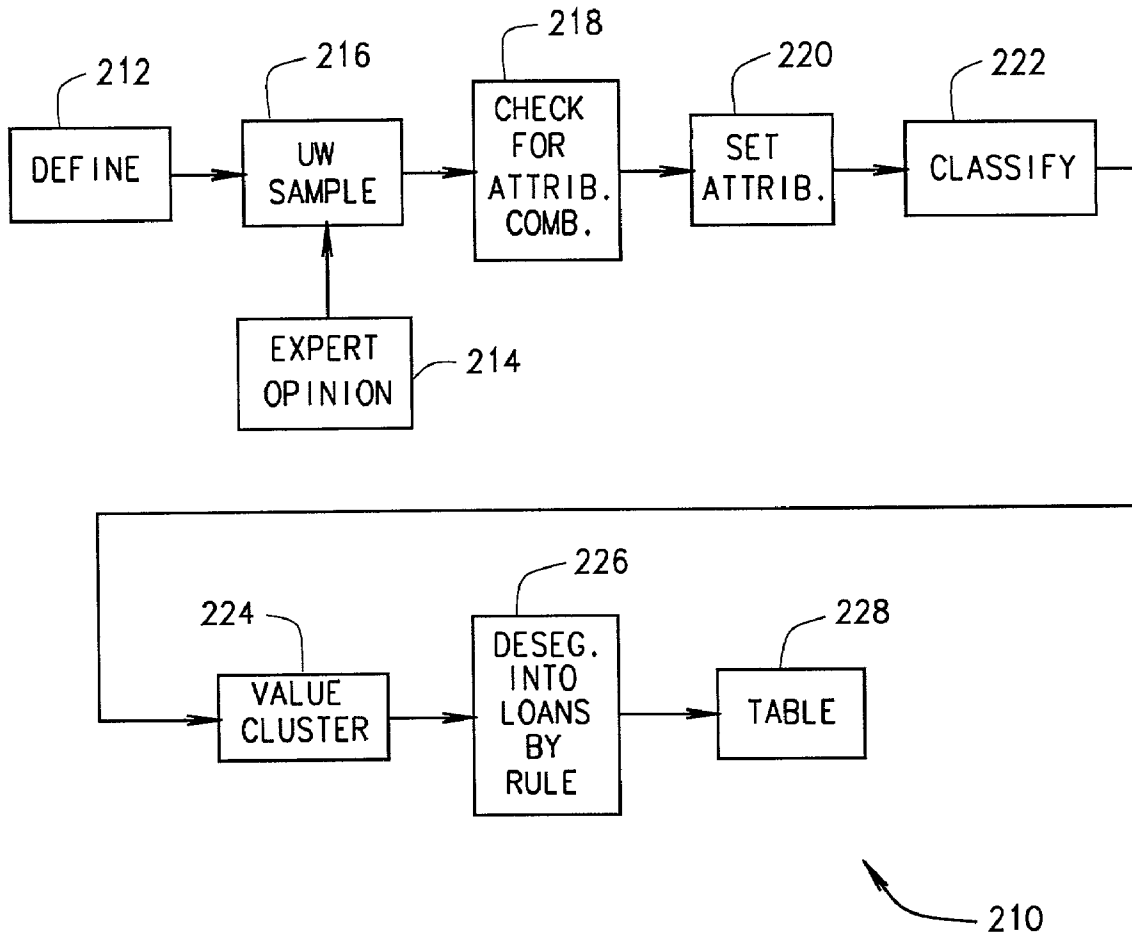 212
DEFINE
216
UW
SAMPLE
218
CHECK
FOR
ATTRIB.
COMB.
220
SET
ATTRIB.
222
CLASSIFY
EXPERT
OPINION
214
224
VALUE
CLUSTER
226
DESEG.
INTO
LOANS
BY
RULE
228
TABLE
210